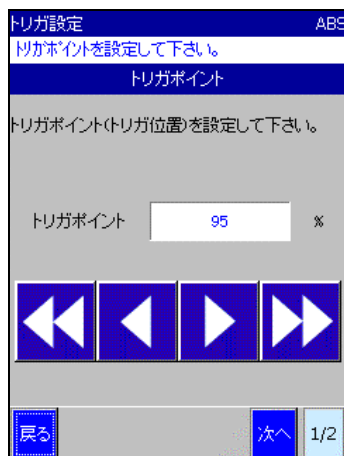 トリガ設定 ABS
ﾄﾘｶﾞﾎﾟｲﾝﾄを設定して下さい。
トリガポイント
トリガポイント(トリガ位置)を設定して下さい。
トリガポイント 95 %
戻る 次へ 1/2